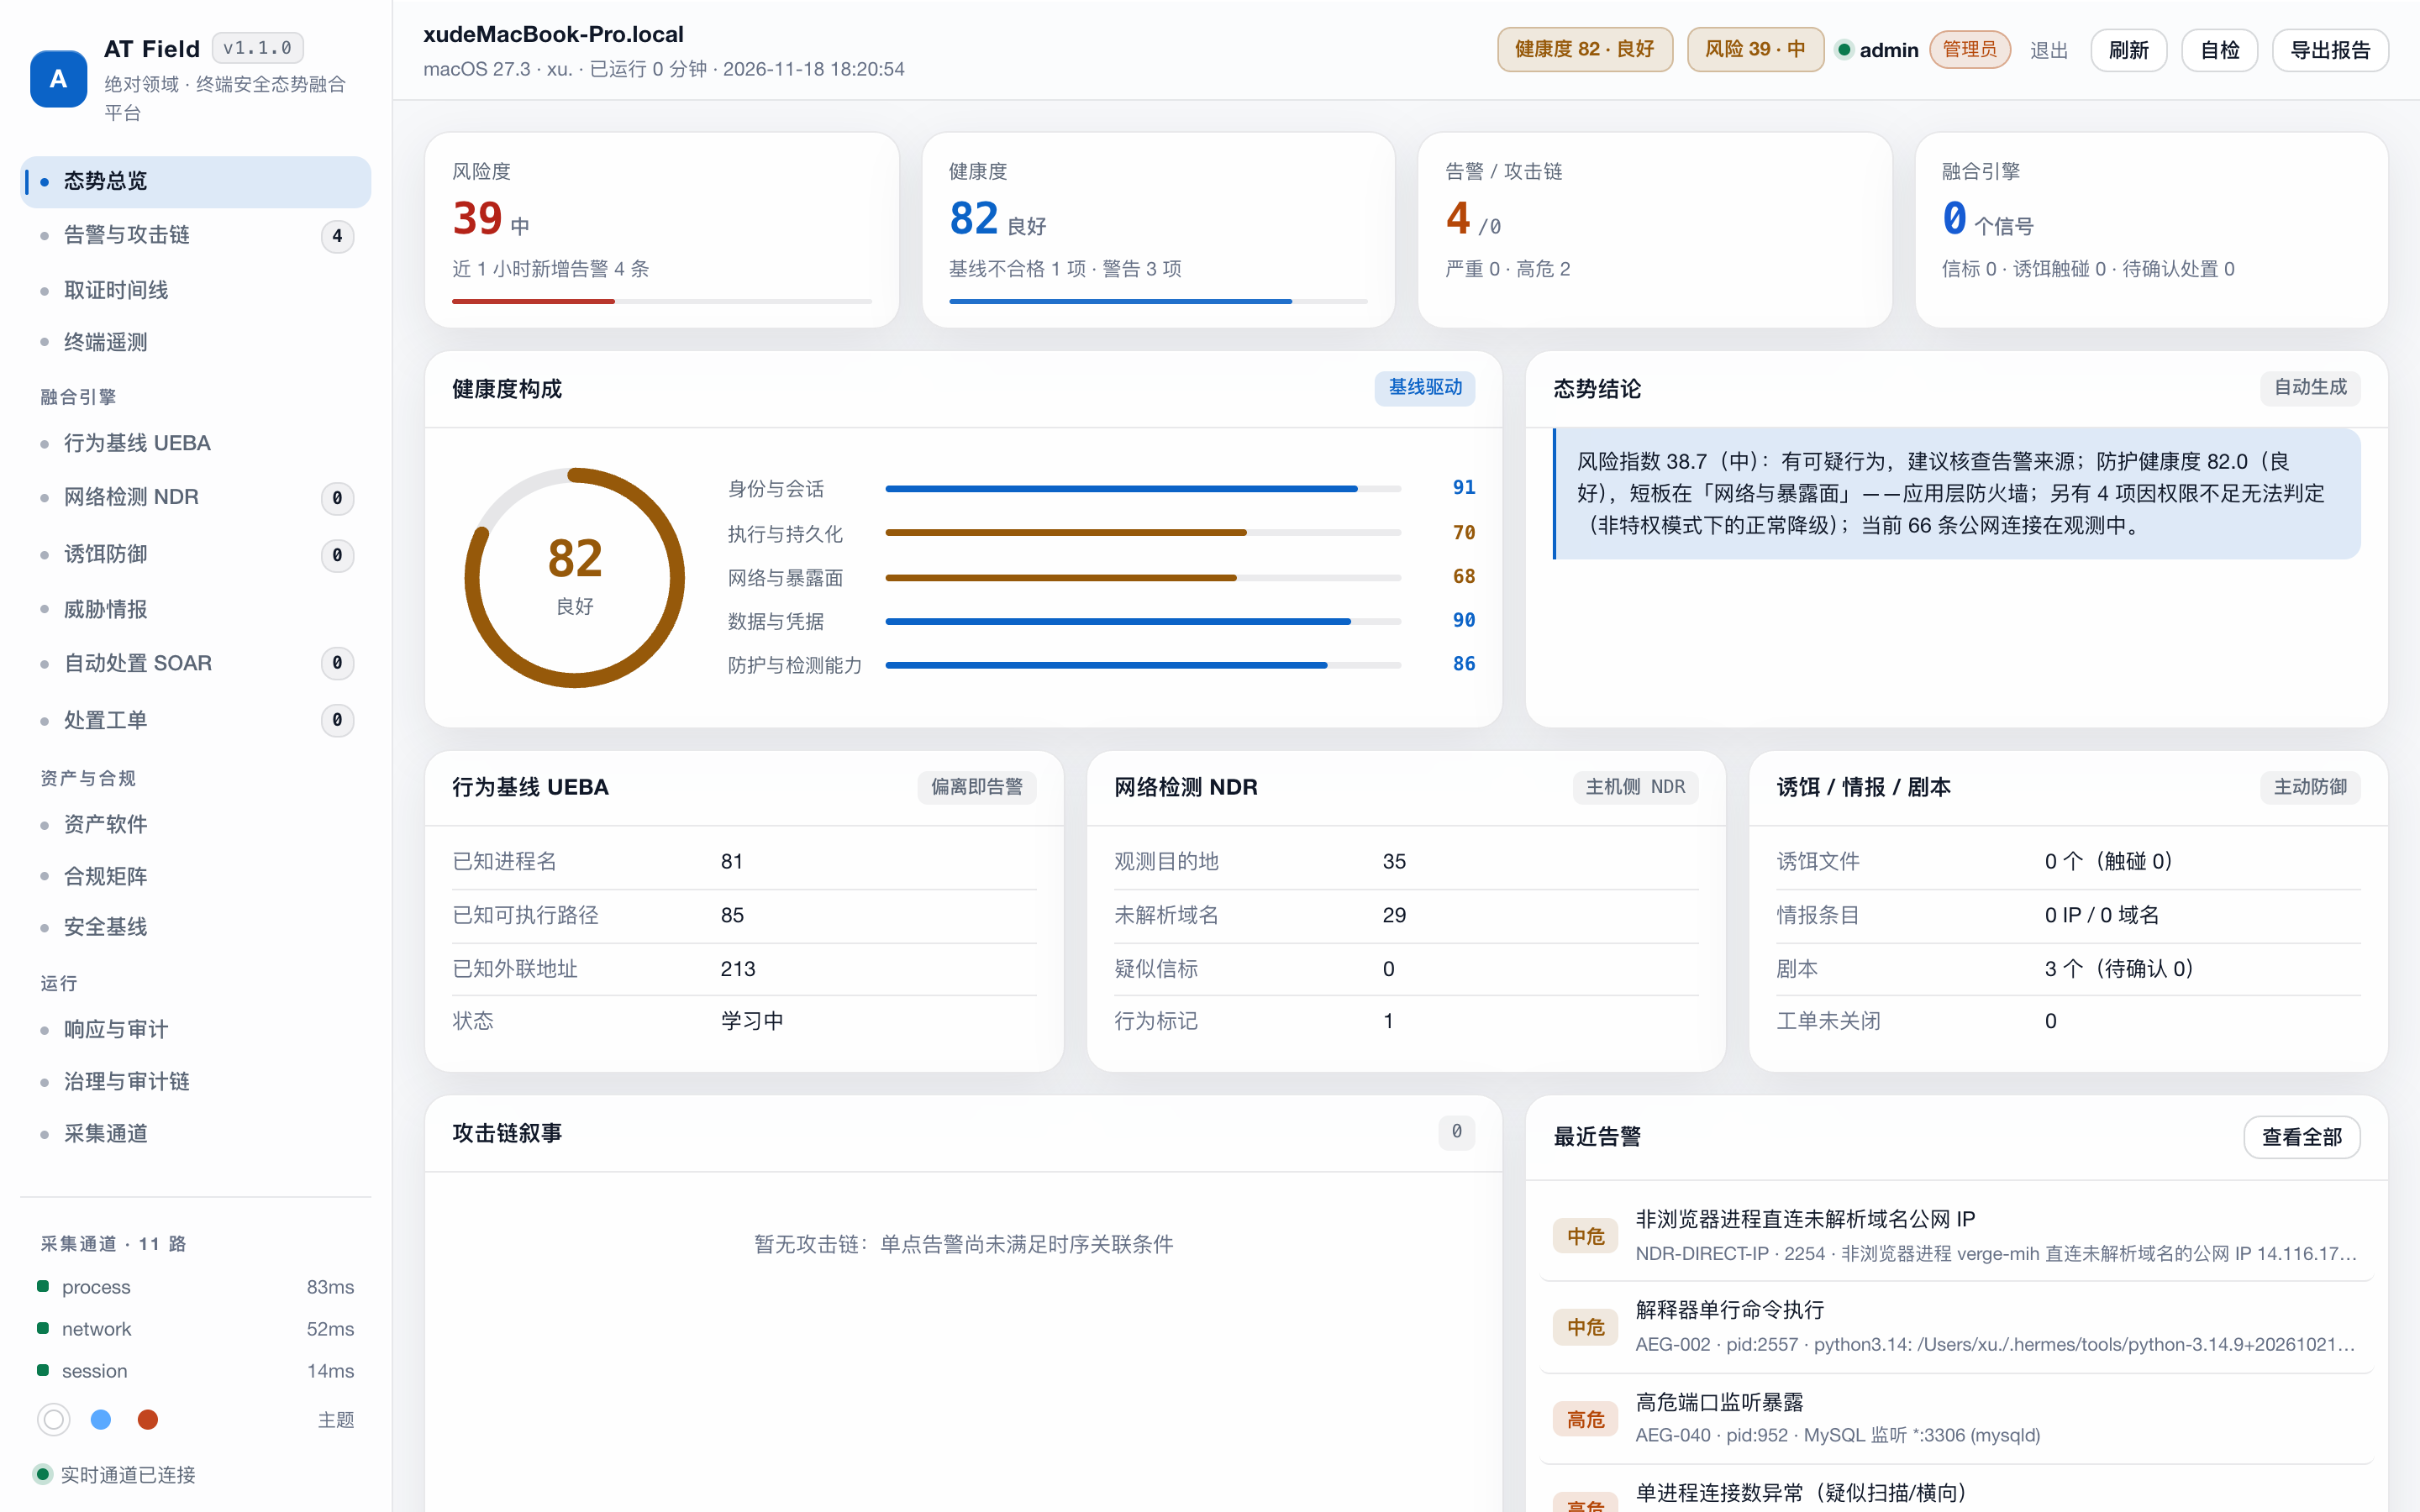 A
AT Field v1.1.0
绝对领域 · 终端安全态势融合
平台
态势总览
告警与攻击链 4
取证时间线
终端遥测
融合引擎
行为基线 UEBA
网络检测 NDR 0
诱饵防御 0
威胁情报
自动处置 SOAR 0
处置工单 0
资产与合规
资产软件
合规矩阵
安全基线
运行
响应与审计
治理与审计链
采集通道
采集通道 · 11 路
process 83ms
network 52ms
session 14ms
主题
实时通道已连接
xudeMacBook-Pro.local
macOS 27.3 · xu. · 已运行 0 分钟 · 2026-11-18 18:20:54
健康度 82 · 良好 风险 39 · 中 admin 管理员 退出 刷新 自检 导出报告
风险度
39 中
近 1 小时新增告警 4 条
健康度
82 良好
基线不合格 1 项 · 警告 3 项
告警 / 攻击链
4 /0
严重 0 · 高危 2
融合引擎
0 个信号
信标 0 · 诱饵触碰 0 · 待确认处置 0
健康度构成 基线驱动
82
良好
身份与会话 91
执行与持久化 70
网络与暴露面 68
数据与凭据 90
防护与检测能力 86
态势结论 自动生成
风险指数 38.7（中）：有可疑行为，建议核查告警来源；防护健康度 82.0（良
好），短板在「网络与暴露面」——应用层防火墙；另有 4 项因权限不足无法判定
（非特权模式下的正常降级）；当前 66 条公网连接在观测中。
行为基线 UEBA 偏离即告警
已知进程名 81
已知可执行路径 85
已知外联地址 213
状态 学习中
网络检测 NDR 主机侧 NDR
观测目的地 35
未解析域名 29
疑似信标 0
行为标记 1
诱饵 / 情报 / 剧本 主动防御
诱饵文件 0 个（触碰 0）
情报条目 0 IP / 0 域名
剧本 3 个（待确认 0）
工单未关闭 0
攻击链叙事 0
暂无攻击链：单点告警尚未满足时序关联条件
最近告警 查看全部
中危 非浏览器进程直连未解析域名公网 IP
NDR-DIRECT-IP · 2254 · 非浏览器进程 verge-mih 直连未解析域名的公网 IP 14.116.17…
中危 解释器单行命令执行
AEG-002 · pid:2557 · python3.14: /Users/xu./.hermes/tools/python-3.14.9+20261021…
高危 高危端口监听暴露
AEG-040 · pid:952 · MySQL 监听 *:3306 (mysqld)
高危 单进程连接数异常（疑似扫描/横向）